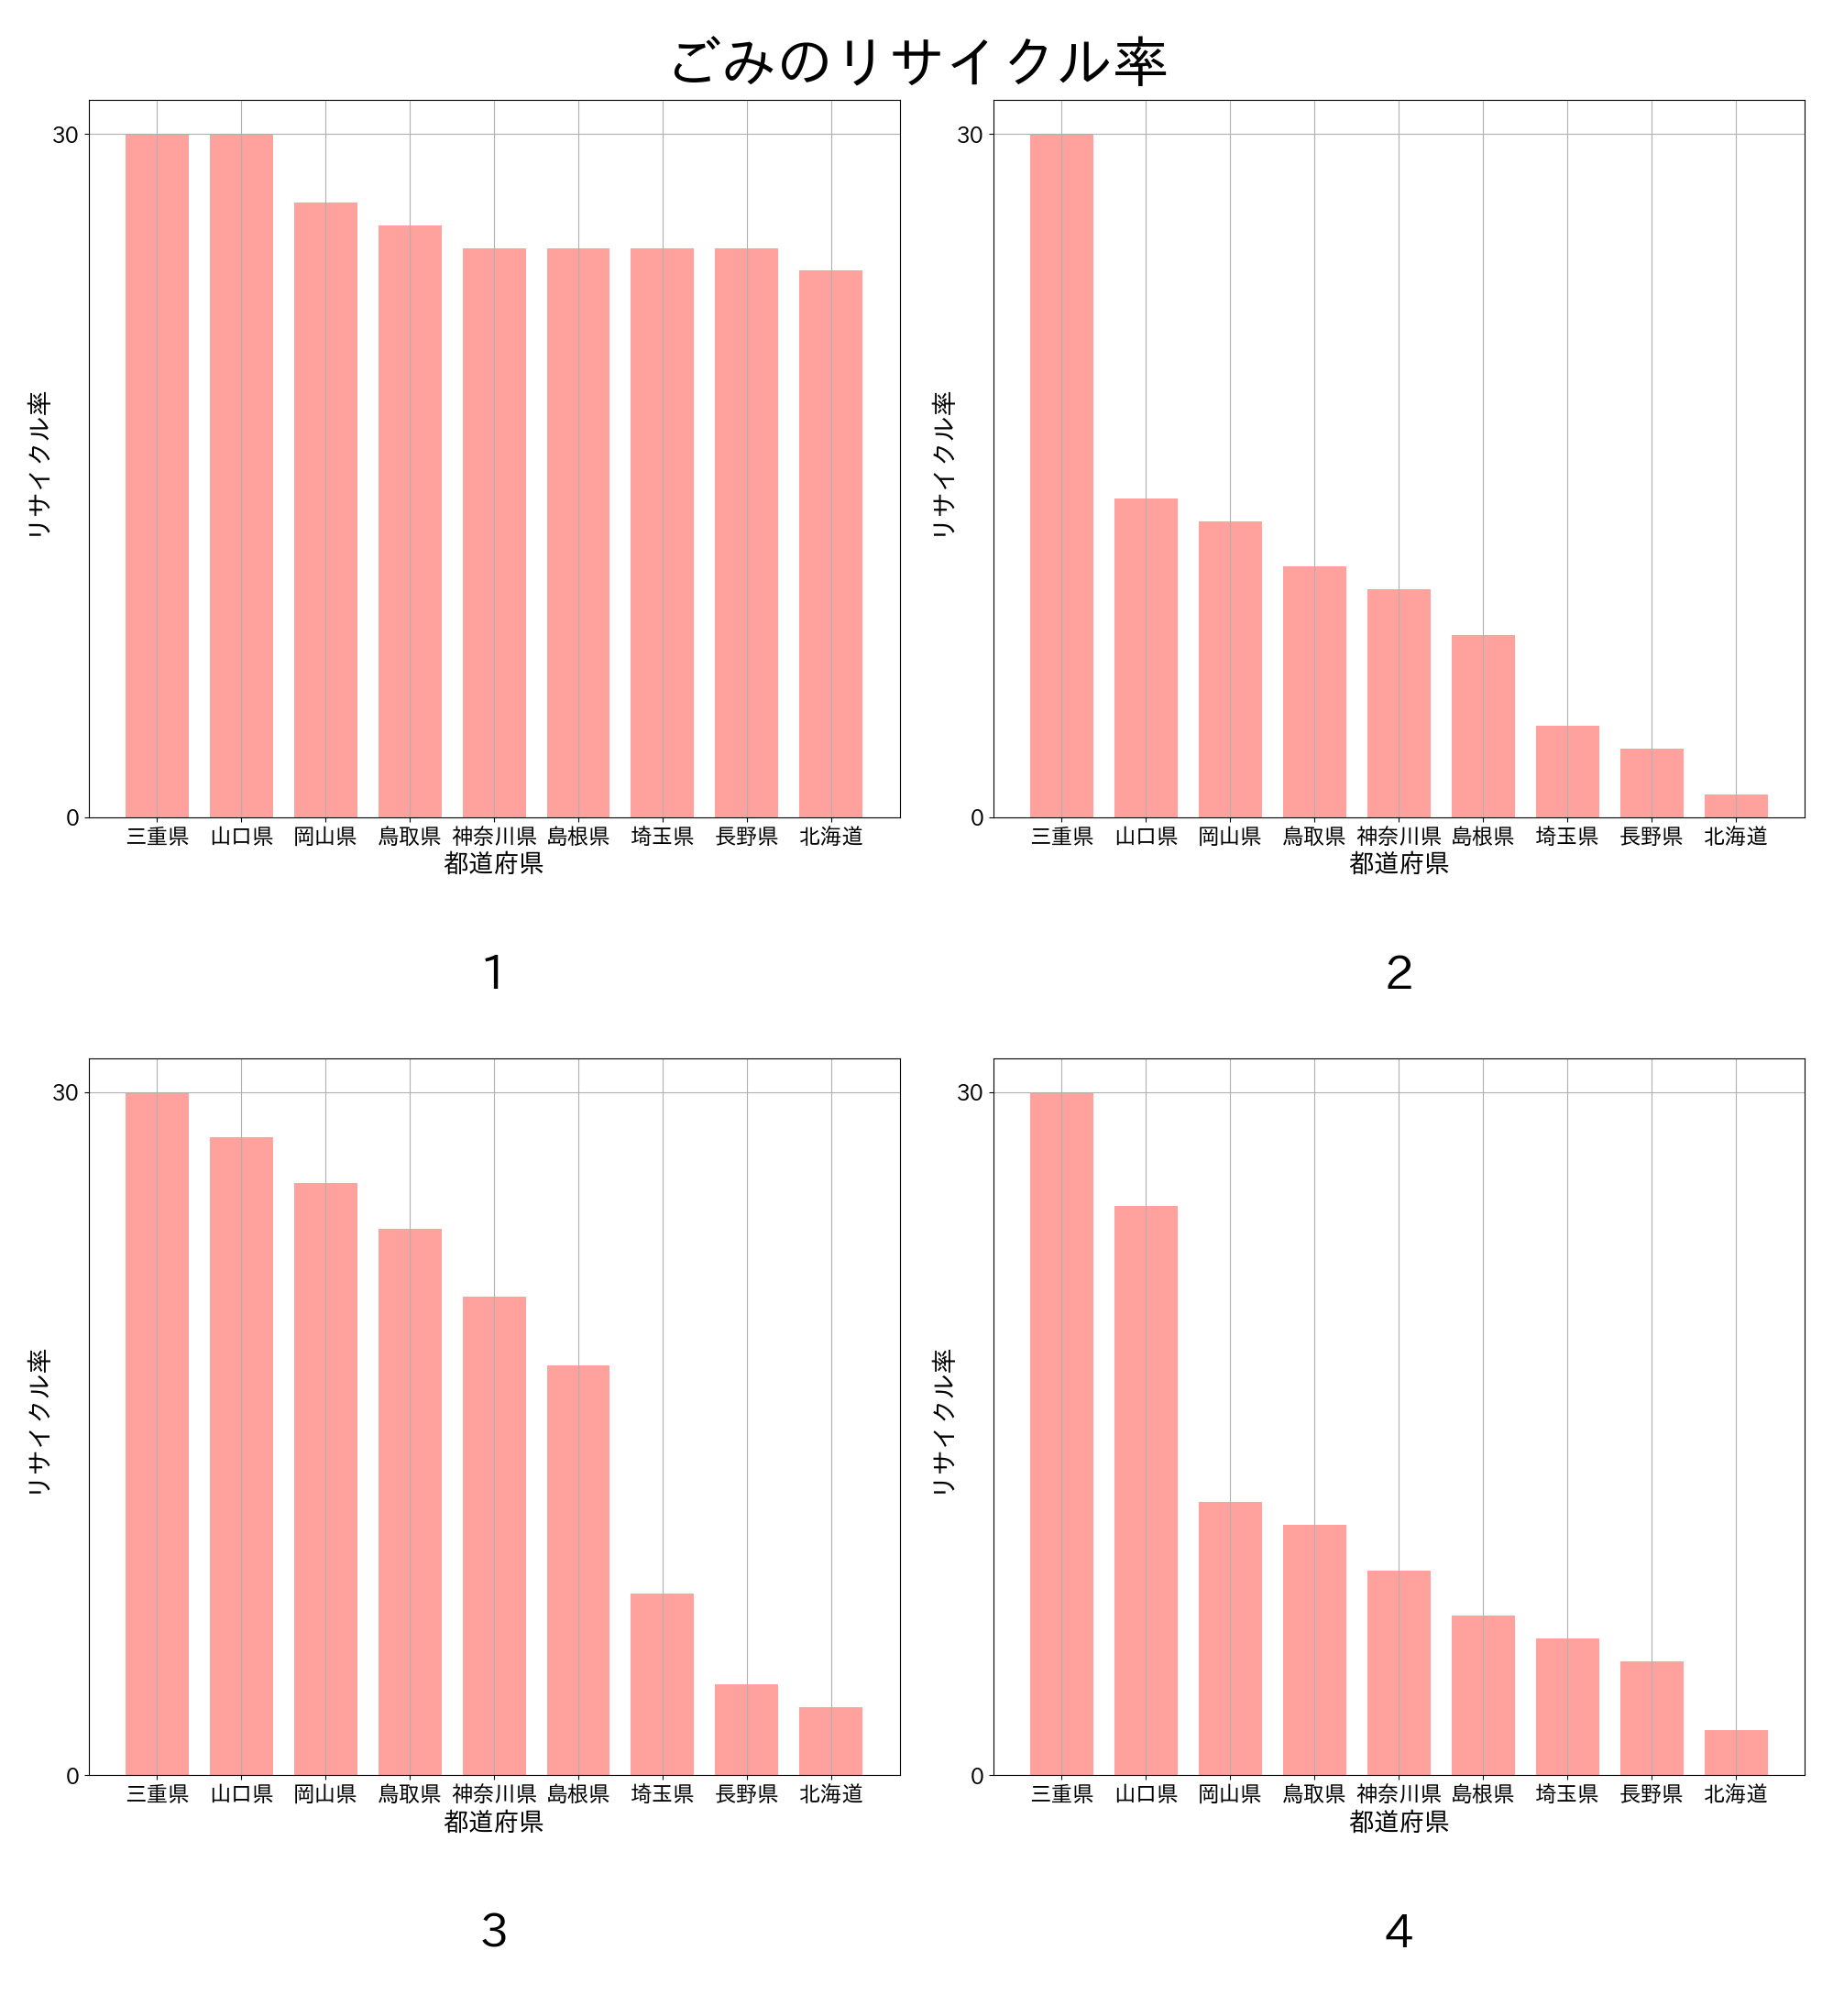 ごみのリサイクル率
30
0
リサイクル率
三重県 山口県 岡山県 鳥取県 神奈川県 島根県 埼玉県 長野県 北海道
都道府県
1
30
0
リサイクル率
三重県 山口県 岡山県 鳥取県 神奈川県 島根県 埼玉県 長野県 北海道
都道府県
2
30
0
リサイクル率
三重県 山口県 岡山県 鳥取県 神奈川県 島根県 埼玉県 長野県 北海道
都道府県
3
30
0
リサイクル率
三重県 山口県 岡山県 鳥取県 神奈川県 島根県 埼玉県 長野県 北海道
都道府県
4